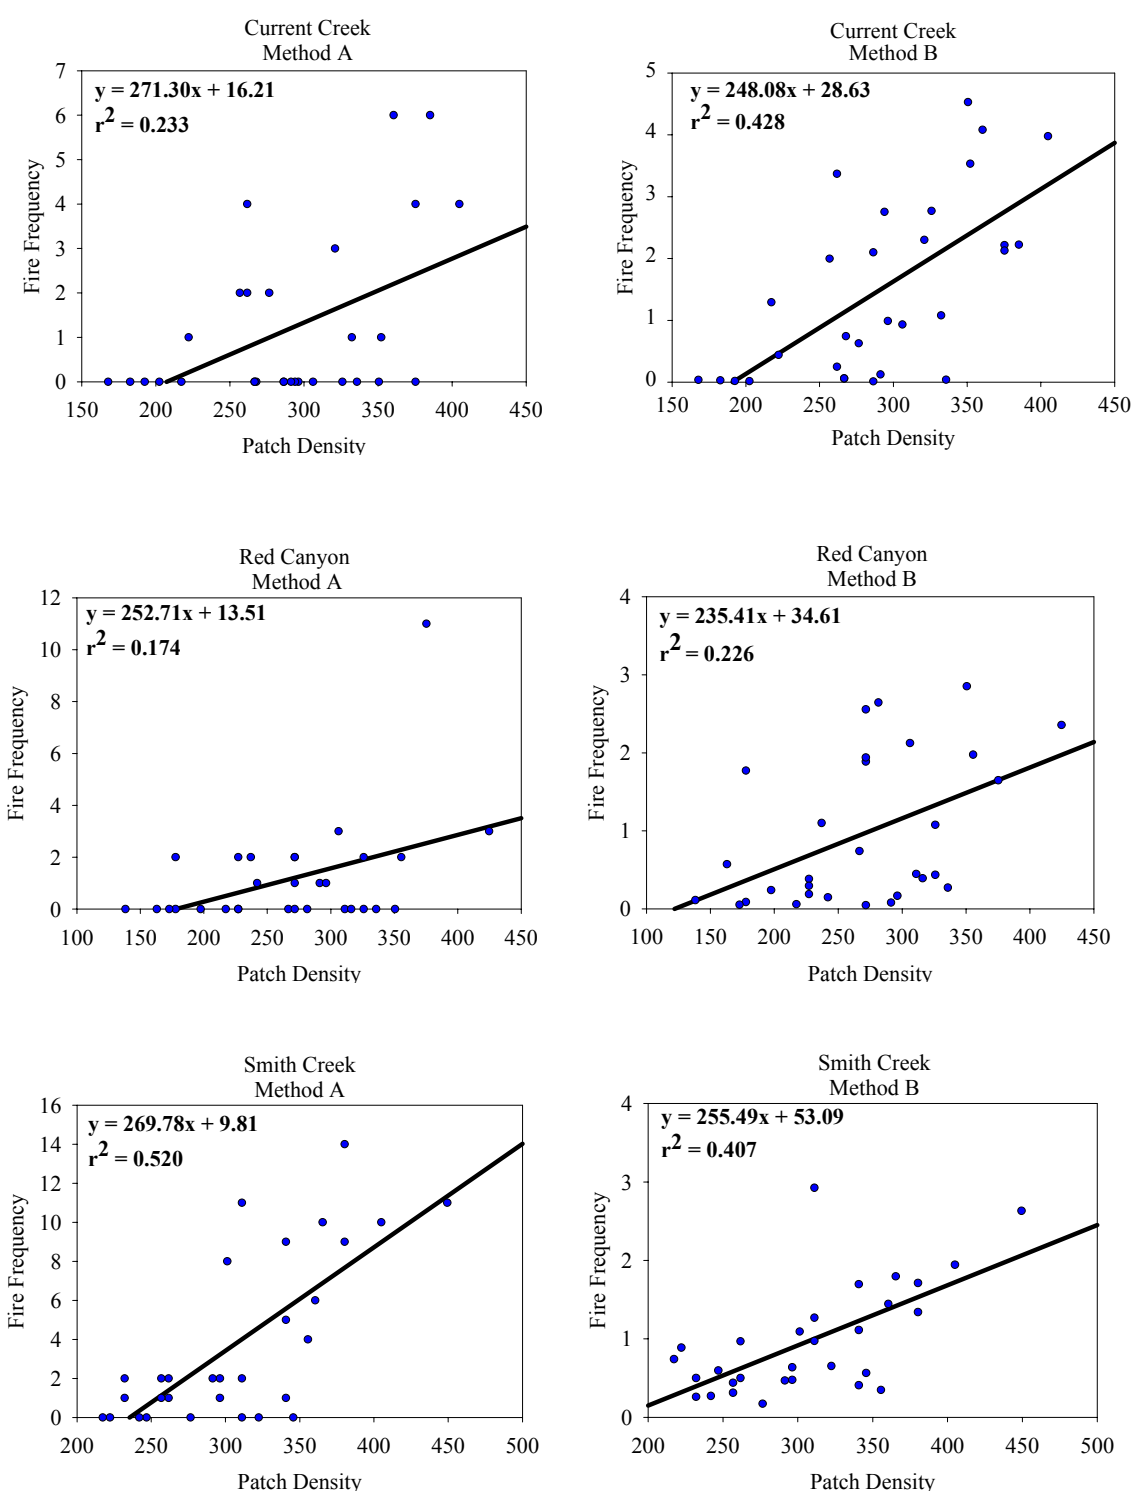 Current Creek
Method A
y = 271.30x + 16.21
r2 = 0.233
7
6
5
4
3
2
1
0
Fire Frequency
150 200 250 300 350 400 450
Patch Density
Current Creek
Method B
y = 248.08x + 28.63
r2 = 0.428
5
4
3
2
1
0
Fire Frequency
150 200 250 300 350 400 450
Patch Density
Red Canyon
Method A
y = 252.71x + 13.51
r2 = 0.174
12
10
8
6
4
2
0
Fire Frequency
100 150 200 250 300 350 400 450
Patch Density
Red Canyon
Method B
y = 235.41x + 34.61
r2 = 0.226
4
3
2
1
0
Fire Frequency
100 150 200 250 300 350 400 450
Patch Density
Smith Creek
Method A
y = 269.78x + 9.81
r2 = 0.520
16
14
12
10
8
6
4
2
0
Fire Frequency
200 250 300 350 400 450 500
Patch Density
Smith Creek
Method B
y = 255.49x + 53.09
r2 = 0.407
4
3
2
1
0
Fire Frequency
200 250 300 350 400 450 500
Patch Density